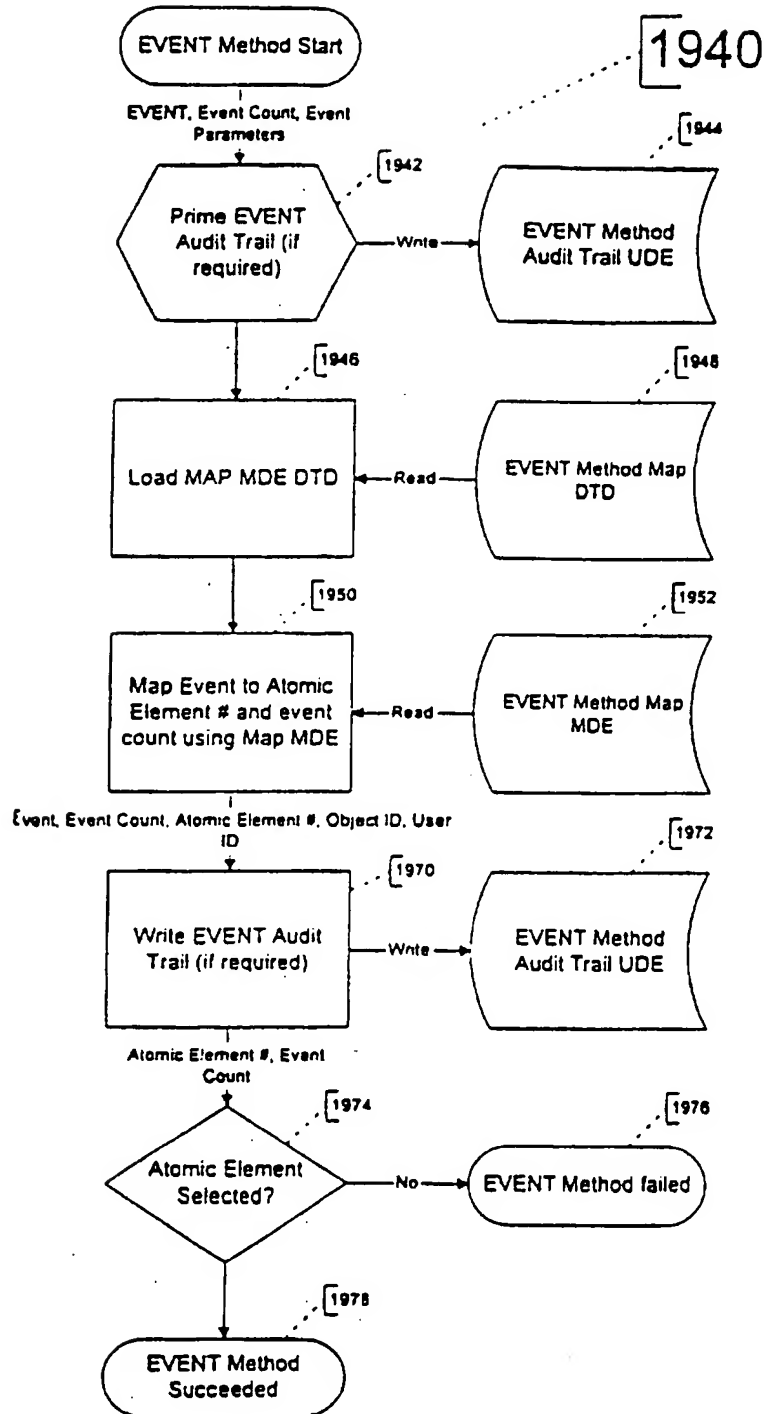 EVENT Method Start
1940
EVENT, Event Count, Event
Parameters
1942
1944
Prime EVENT
Audit Trail (if
required)
Write
EVENT Method
Audit Trail UDE
1946
1948
Load MAP MDE DTD
Read
EVENT Method Map
DTD
1950
1952
Map Event to Atomic
Element # and event
count using Map MDE
Read
EVENT Method Map
MDE
Event, Event Count, Atomic Element #, Object ID, User
ID
1970
1972
Write EVENT Audit
Trail (if required)
Write
EVENT Method
Audit Trail UDE
Atomic Element #, Event
Count
1974
1976
Atomic Element
Selected?
No
EVENT Method failed
1978
EVENT Method
Succeeded